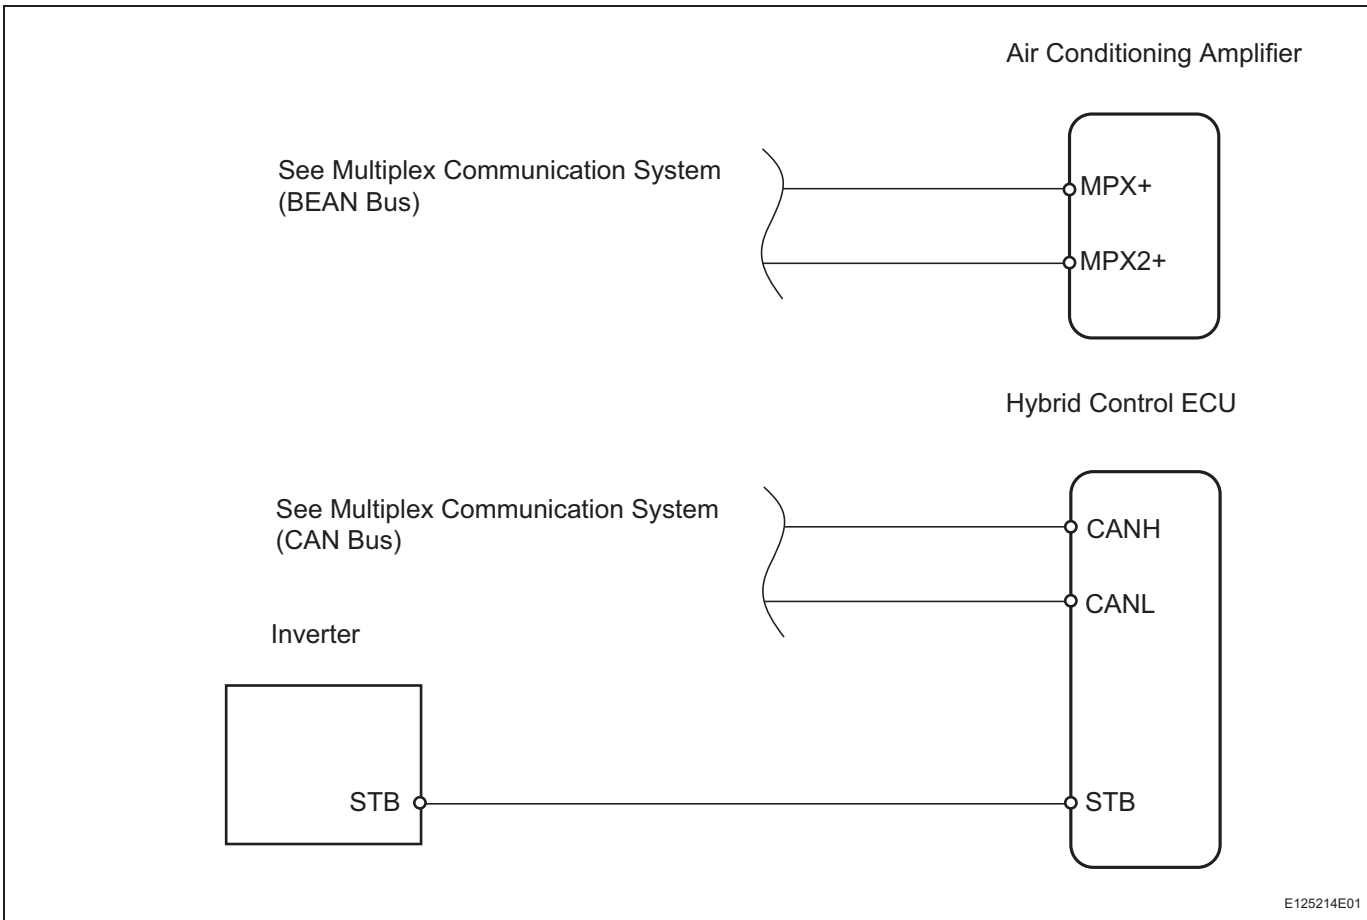 Air Conditioning Amplifier
See Multiplex Communication System
(BEAN Bus)
MPX+
MPX2+
Hybrid Control ECU
See Multiplex Communication System
(CAN Bus)
CANH
CANL
Inverter
STB
STB
E125214E01